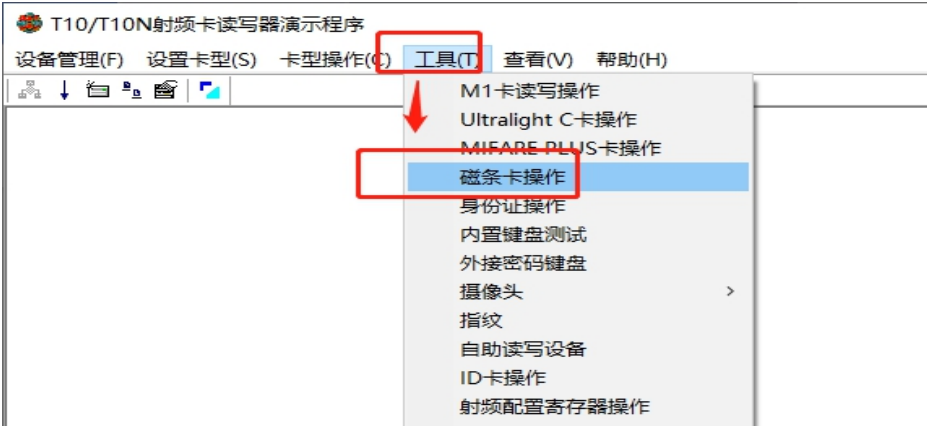 T10/T10N射频卡读写器演示程序
设备管理(F) 设置卡型(S) 卡型操作(C) 工具(T) 查看(V) 帮助(H)
M1卡读写操作
Ultralight C卡操作
MIFARE PLUS卡操作
磁条卡操作
身份证操作
内置键盘测试
外接密码键盘
摄像头
指纹
自助读写设备
ID卡操作
射频配置寄存器操作